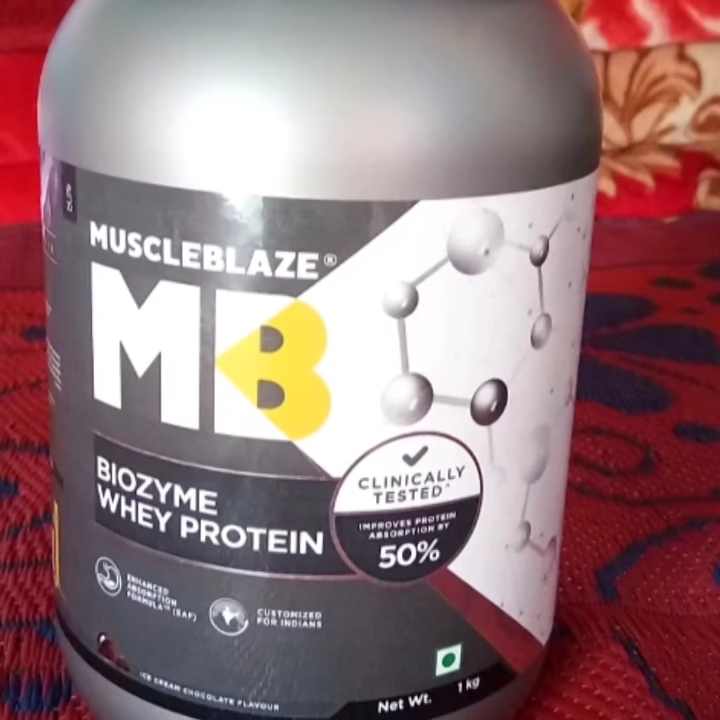 MUSCLEBLAZE®
MB
BIOZYME
WHEY PROTEIN
CLINICALLY
TESTED^
IMPROVES PROTEIN
ABSORPTION BY
50%
ENHANCED
ABSORPTION
FORMULA™ (EAF)
CUSTOMIZED
FOR INDIANS
ICE CREAM CHOCOLATE FLAVOUR
Net Wt. 1 kg